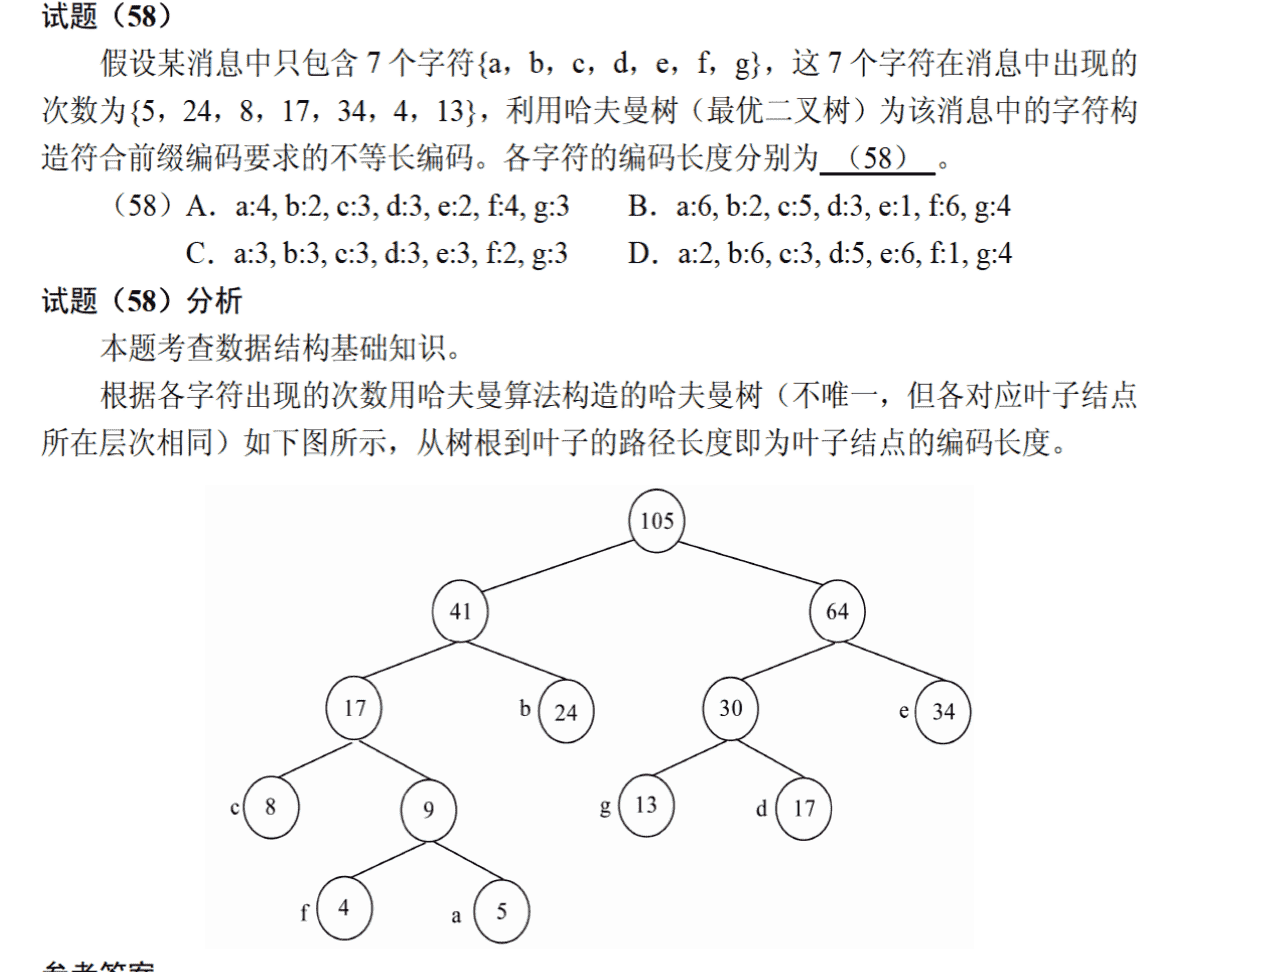 试题（58）
假设某消息中只包含 7 个字符{a，b，c，d，e，f，g}，这 7 个字符在消息中出现的
次数为{5，24，8，17，34，4，13}，利用哈夫曼树（最优二叉树）为该消息中的字符构
造符合前缀编码要求的不等长编码。各字符的编码长度分别为 （58） 。
（58）A．a:4, b:2, c:3, d:3, e:2, f:4, g:3 B．a:6, b:2, c:5, d:3, e:1, f:6, g:4
C．a:3, b:3, c:3, d:3, e:3, f:2, g:3 D．a:2, b:6, c:3, d:5, e:6, f:1, g:4
试题（58）分析
本题考查数据结构基础知识。
根据各字符出现的次数用哈夫曼算法构造的哈夫曼树（不唯一，但各对应叶子结点
所在层次相同）如下图所示，从树根到叶子的路径长度即为叶子结点的编码长度。
105
41 64
17 b 24 30 e 34
c 8 9 g 13 d 17
f 4 a 5
参考答案